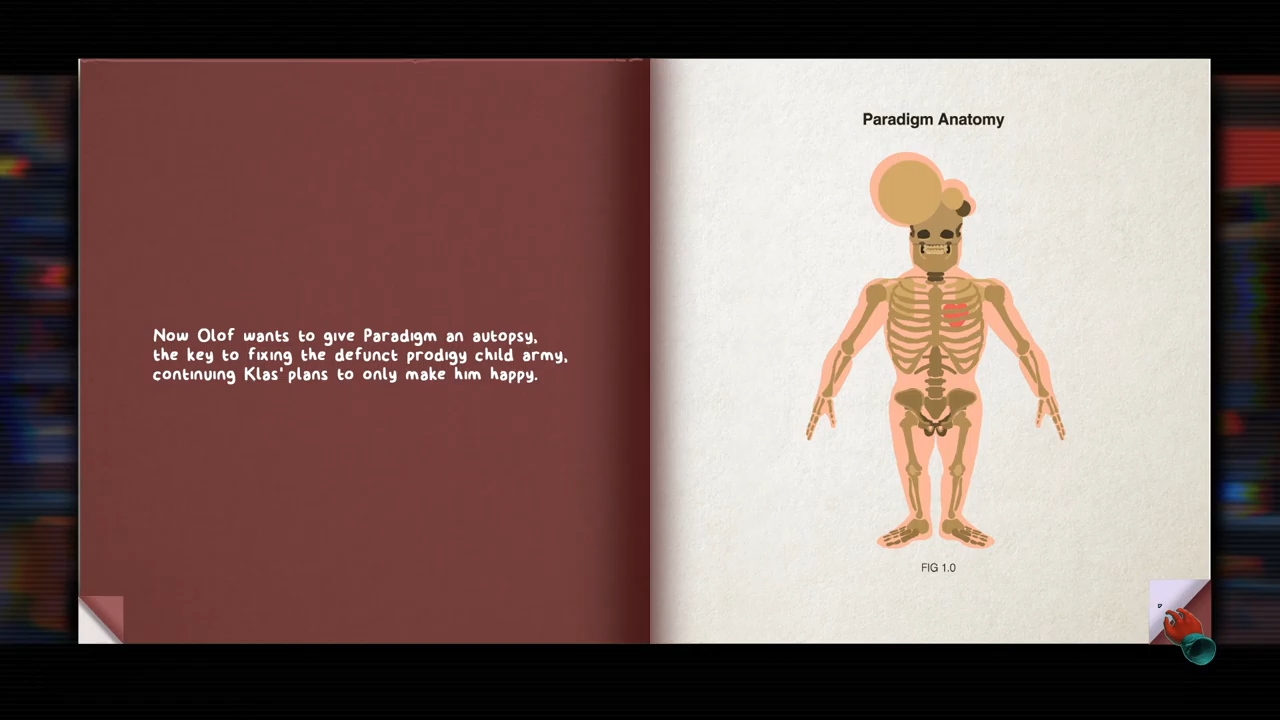 Now Olof wants to give Paradigm an autopsy,
the key to fixing the defunct prodigy child army,
continuing Klas' plans to only make him happy.
Paradigm Anatomy
FIG 1.0